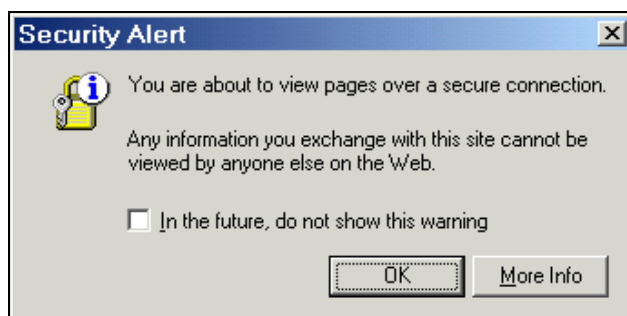 Security Alert
You are about to view pages over a secure connection.
Any information you exchange with this site cannot be
viewed by anyone else on the Web.
In the future, do not show this warning
OK More Info